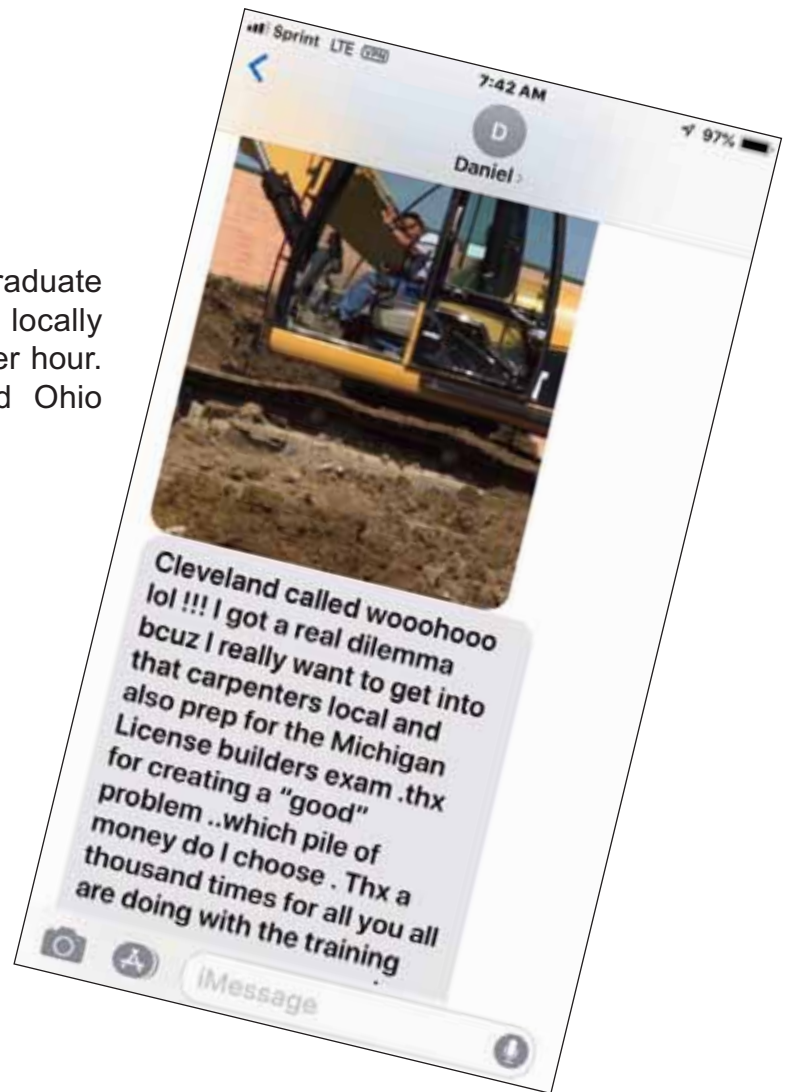 raduate
locally
er hour.
d Ohio
Sprint LTE VPN
7:42 AM
97%
D
Daniel
Cleveland called wooohooo
lol !!! I got a real dilemma
bcuz I really want to get into
that carpenters local and
also prep for the Michigan
License builders exam .thx
for creating a "good"
problem ..which pile of
money do I choose . Thx a
thousand times for all you all
are doing with the training
iMessage